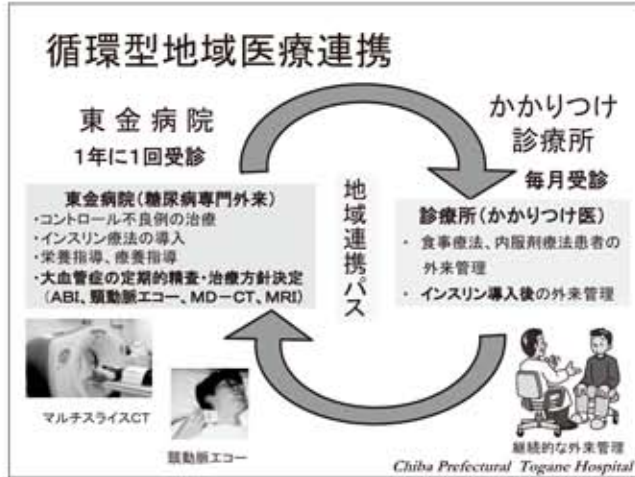 循環型地域医療連携
東金病院
1年に1回受診
東金病院(糖尿病専門外来)
・コントロール不良例の治療
・インスリン療法の導入
・栄養指導、療養指導
・大血管症の定期的精査・治療方針決定
(ABI、頸動脈エコー、MD－CT、MRI)
マルチスライスCT
頸動脈エコー
地域連携パス
かかりつけ
診療所
毎月受診
診療所(かかりつけ医)
・ 食事療法、内服剤療法患者の
外来管理
・ インスリン導入後の外来管理
継続的な外来管理
Chiba Prefectural Togane Hospital